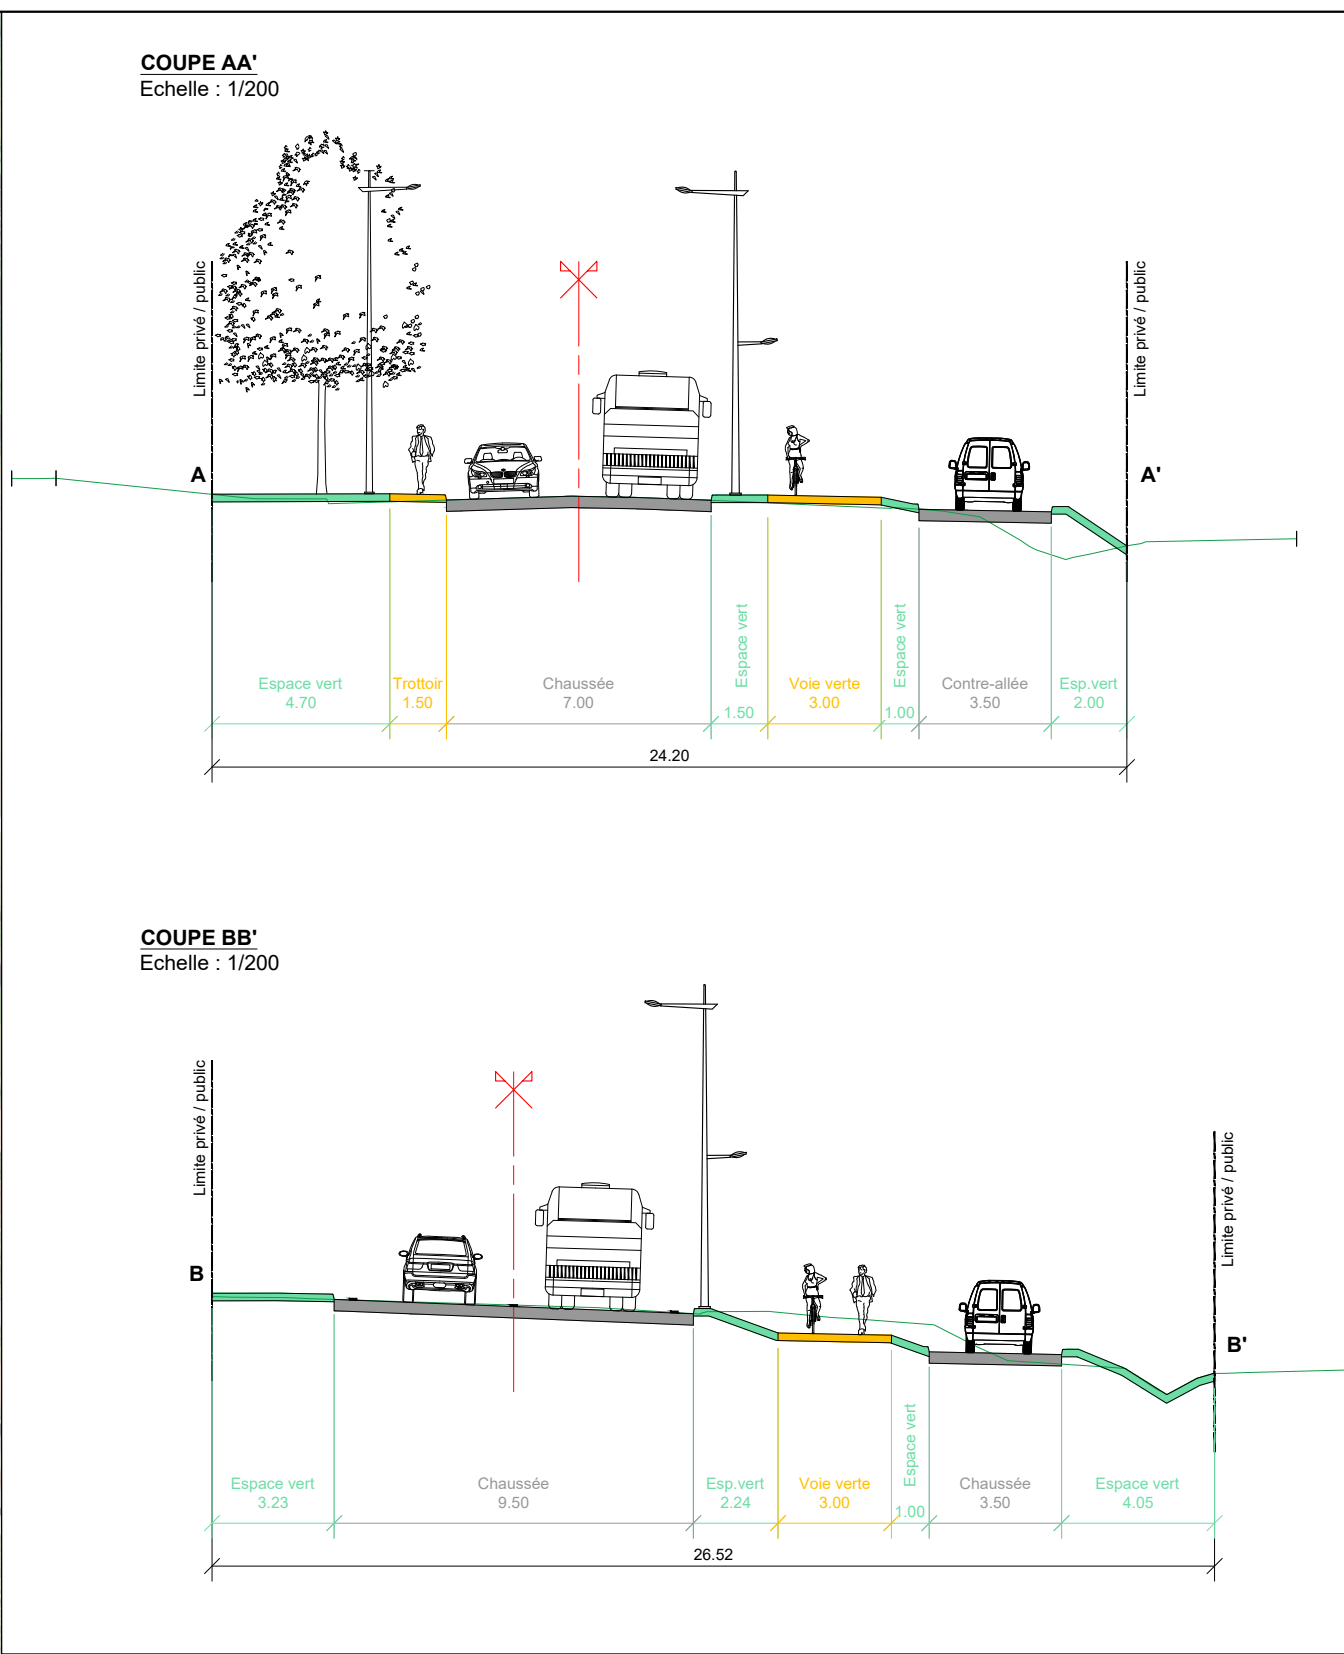 COUPE AA'
Echelle : 1/200
Limite privé / public
Limite privé / public
A
A'
Espace vert
4.70
Trottoir
1.50
Chaussée
7.00
Espace vert
1.50
Voie verte
3.00
Espace vert
1.00
Contre-allée
3.50
Esp.vert
2.00
24.20
COUPE BB'
Echelle : 1/200
Limite privé / public
Limite privé / public
B
B'
Espace vert
3.23
Chaussée
9.50
Esp.vert
2.24
Voie verte
3.00
Espace vert
1.00
Chaussée
3.50
Espace vert
4.05
26.52